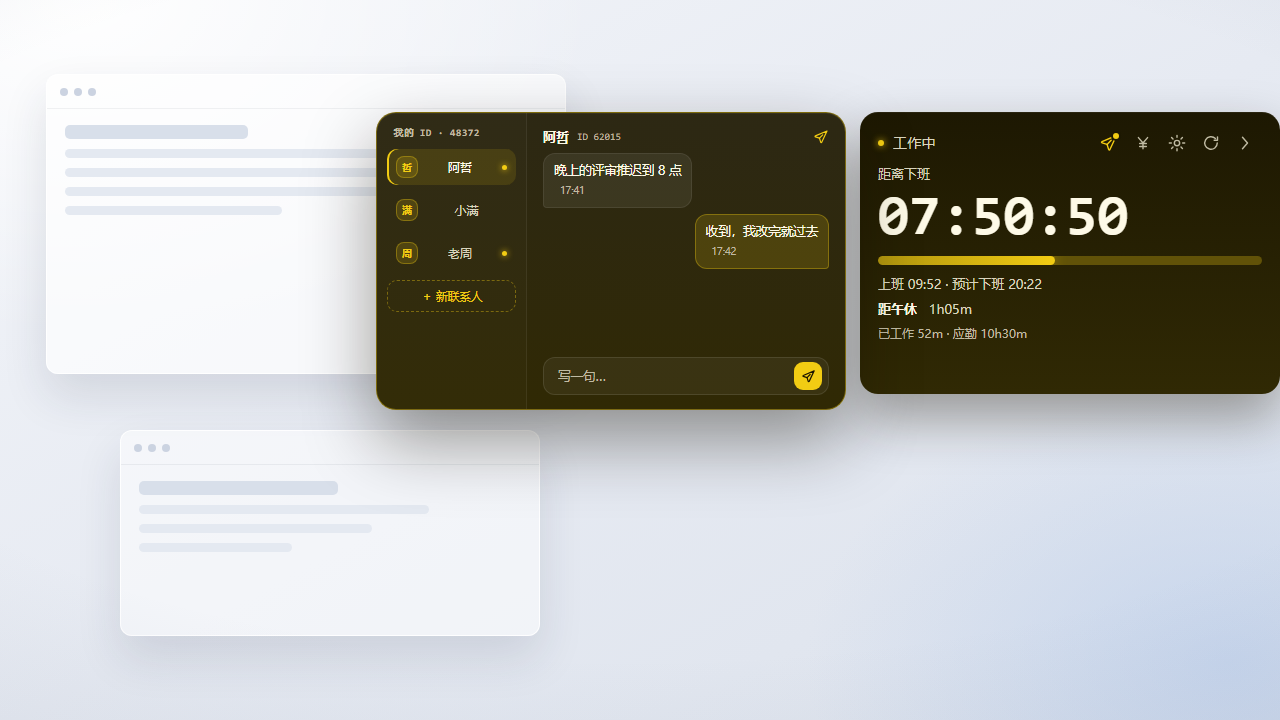 我的 ID · 48372
哲 阿哲
满 小满
周 老周
+ 新联系人
阿哲 ID 62015
晚上的评审推迟到 8 点
17:41
收到，我改完就过去
17:42
写一句...
工作中
¥
距离下班
07:50:50
上班 09:52 · 预计下班 20:22
距午休 1h05m
已工作 52m · 应勤 10h30m